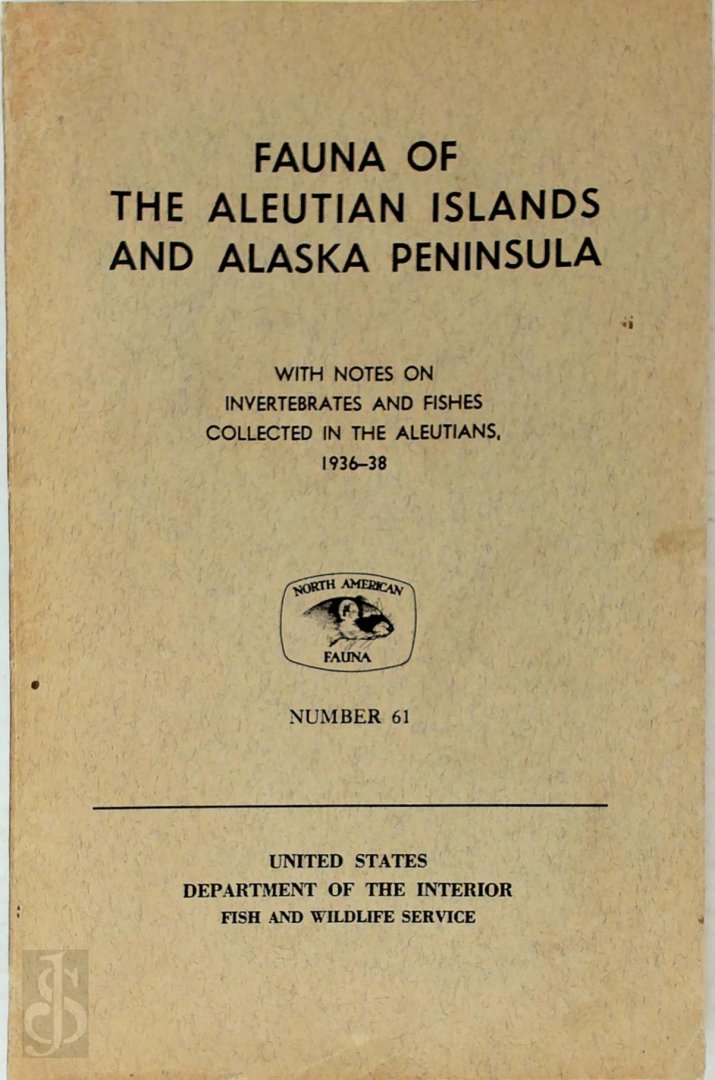 FAUNA OF
THE ALEUTIAN ISLANDS
AND ALASKA PENINSULA
WITH NOTES ON
INVERTEBRATES AND FISHES
COLLECTED IN THE ALEUTIANS,
1936–38
NORTH AMERICAN
FAUNA
NUMBER 61
UNITED STATES
DEPARTMENT OF THE INTERIOR
FISH AND WILDLIFE SERVICE